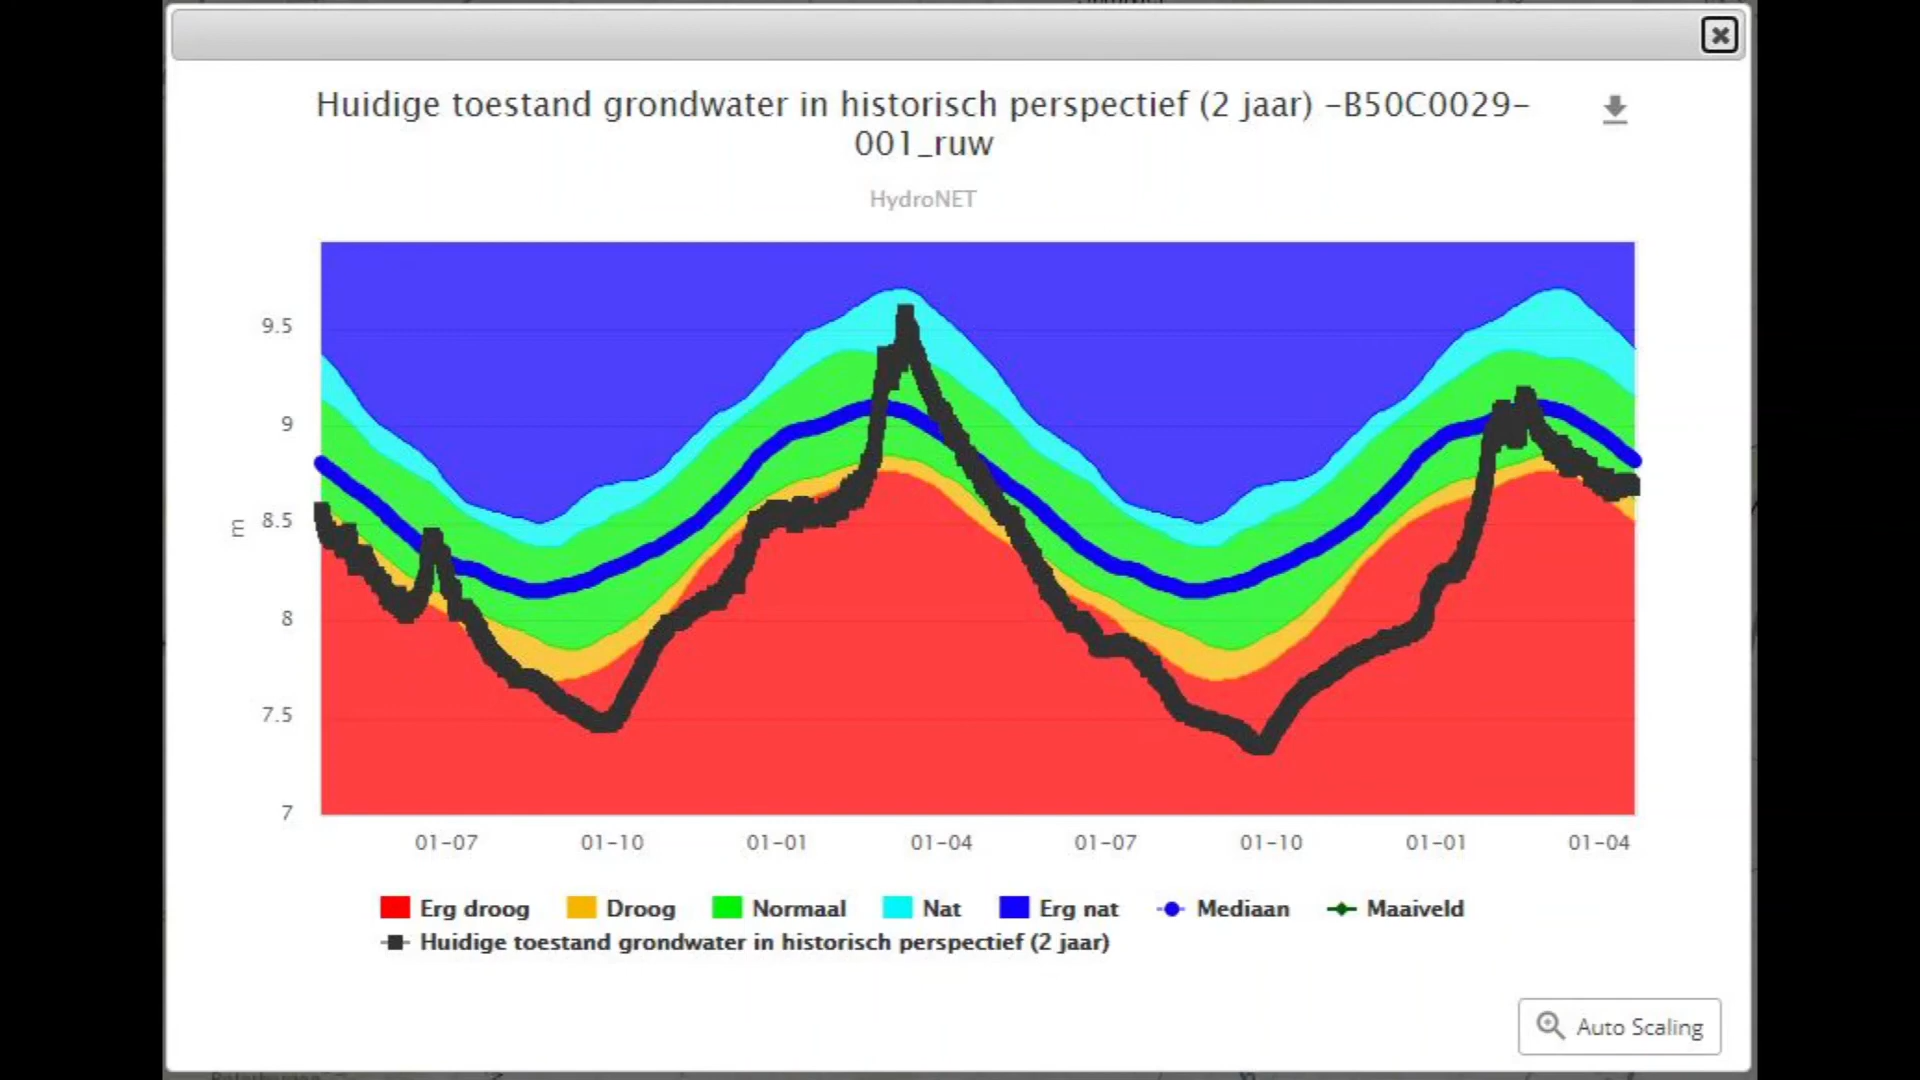 Huidige toestand grondwater in historisch perspectief (2 jaar) -B50C0029-
001_ruw
HydroNET
9.5
9
8.5
8
7.5
7
m
01-07 01-10 01-01 01-04 01-07 01-10 01-01 01-04
Erg droog Droog Normaal Nat Erg nat Mediaan Maaiveld
Huidige toestand grondwater in historisch perspectief (2 jaar)
Auto Scaling